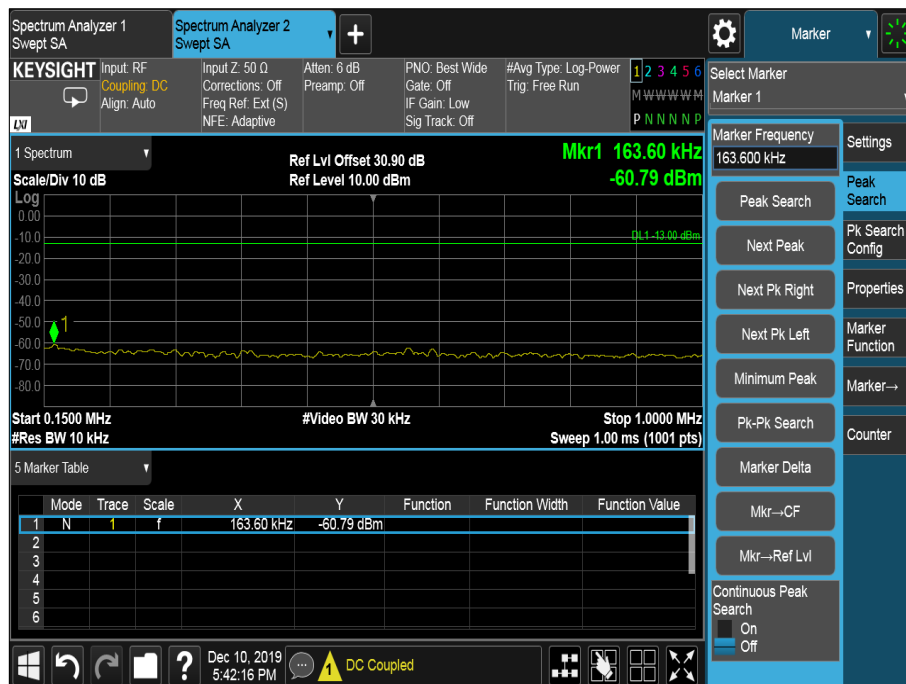 Spectrum Analyzer 1
Swept SA
Spectrum Analyzer 2
Swept SA
Marker
KEYSIGHT
LXI
Input: RF
Coupling: DC
Align: Auto
Input Z: 50 Ω
Corrections: Off
Freq Ref: Ext (S)
NFE: Adaptive
Atten: 6 dB
Preamp: Off
PNO: Best Wide
Gate: Off
IF Gain: Low
Sig Track: Off
#Avg Type: Log-Power
Trig: Free Run
1 2 3 4 5 6
M W W W W M
P N N N N P
Select Marker
Marker 1
1 Spectrum
Scale/Div 10 dB
Ref Lvl Offset 30.90 dB
Ref Level 10.00 dBm
Mkr1 163.60 kHz
-60.79 dBm
Log
0.00
-10.0
-20.0
-30.0
-40.0
-50.0
-60.0
-70.0
-80.0
DL1 -13.00 dBm
1
Start 0.1500 MHz
#Res BW 10 kHz
#Video BW 30 kHz
Stop 1.0000 MHz
Sweep 1.00 ms (1001 pts)
5 Marker Table
Mode Trace Scale X Y Function Function Width Function Value
1 N 1 f 163.60 kHz -60.79 dBm
2
3
4
5
6
Marker Frequency
163.600 kHz
Peak Search
Next Peak
Next Pk Right
Next Pk Left
Minimum Peak
Pk-Pk Search
Marker Delta
Mkr→CF
Mkr→Ref Lvl
Continuous Peak
Search
On
Off
Settings
Peak
Search
Pk Search
Config
Properties
Marker
Function
Marker→
Counter
?
Dec 10, 2019
5:42:16 PM
1
DC Coupled